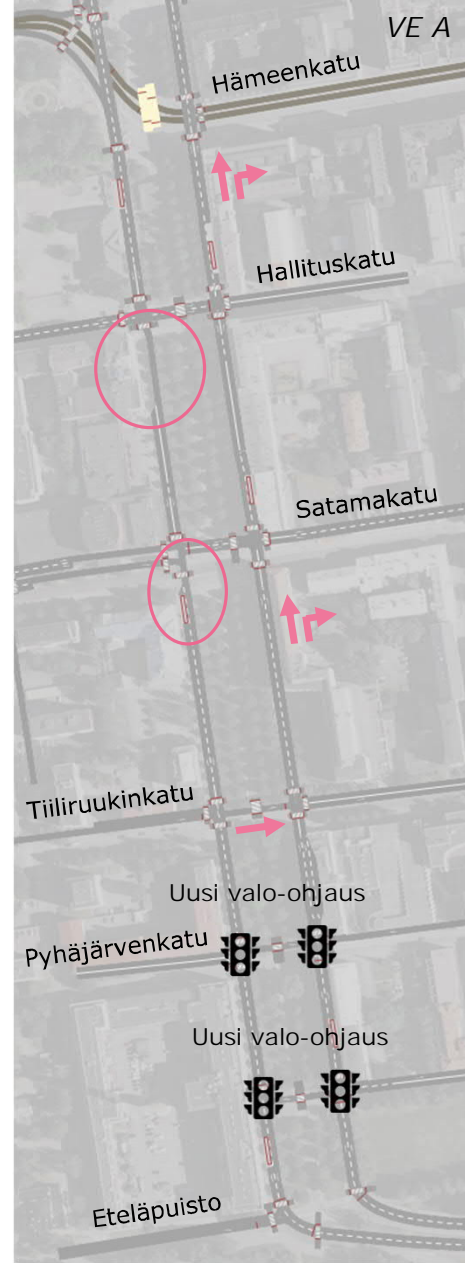 VE A
Hämeenkatu
Hallituskatu
Satamakatu
Tiiliruukinkatu
Uusi valo-ohjaus
Pyhäjärvenkatu
Uusi valo-ohjaus
Eteläpuisto